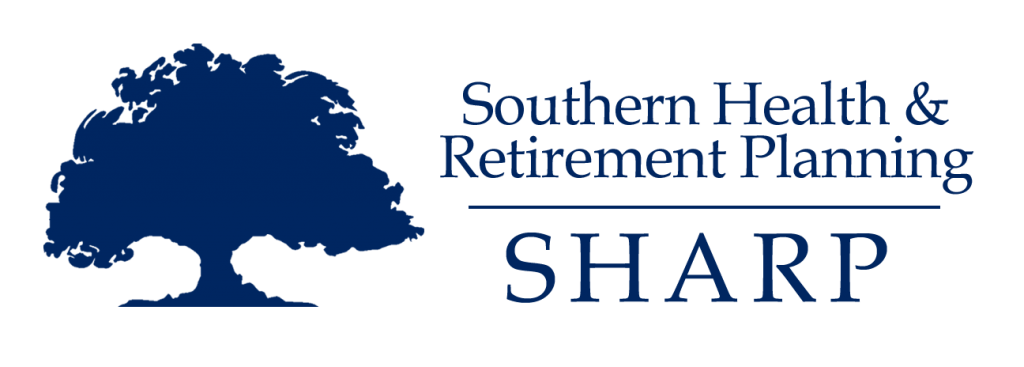 Southern Health &
Retirement Planning
SHARP